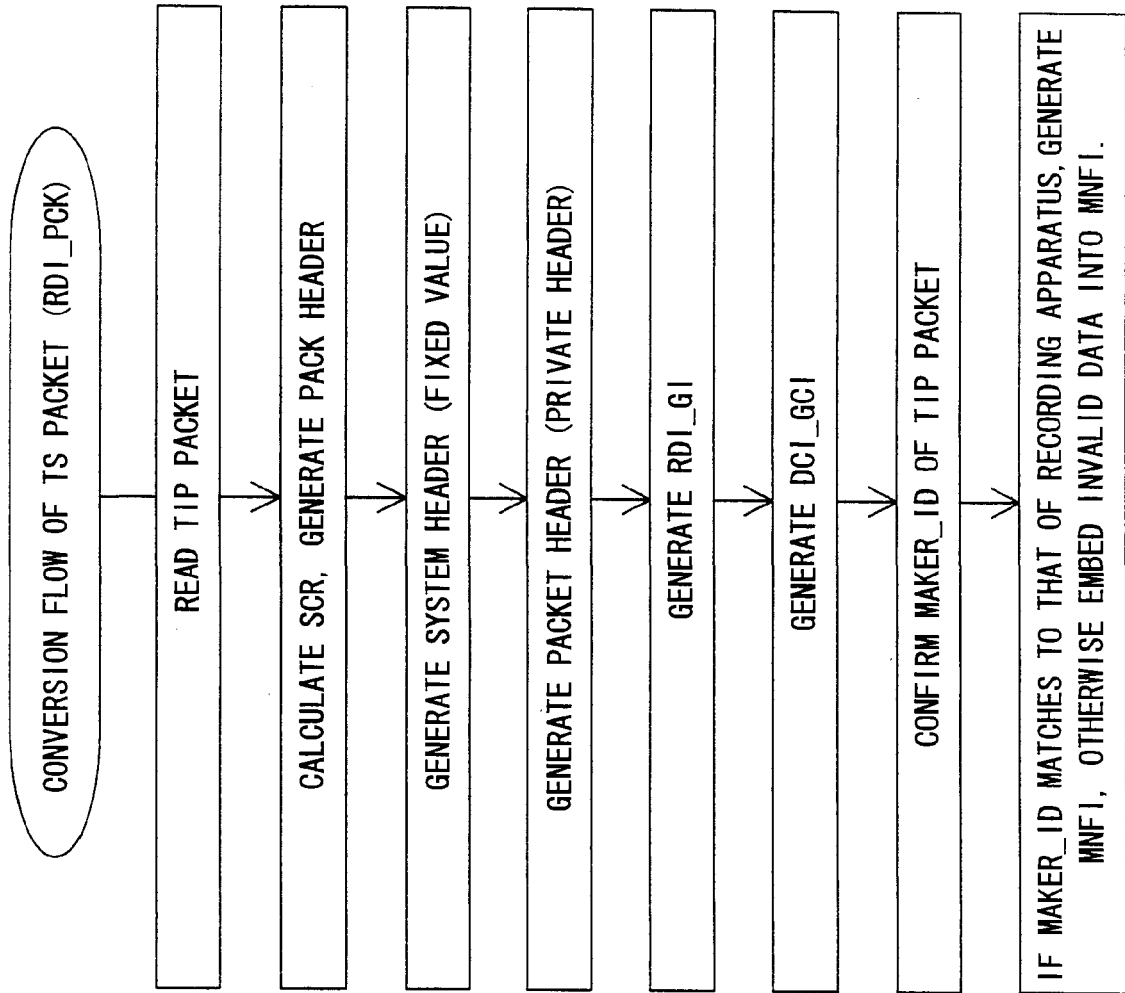 CONVERSION FLOW OF TS PACKET (RDI_PCK)
READ TIP PACKET
CALCULATE SCR, GENERATE PACK HEADER
GENERATE SYSTEM HEADER (FIXED VALUE)
GENERATE PACKET HEADER (PRIVATE HEADER)
GENERATE RDI_GI
GENERATE DCI_GCI
CONFIRM MAKER_ID OF TIP PACKET
IF MAKER_ID MATCHES TO THAT OF RECORDING APPARATUS, GENERATE
MNFI, OTHERWISE EMBED INVALID DATA INTO MNFI.